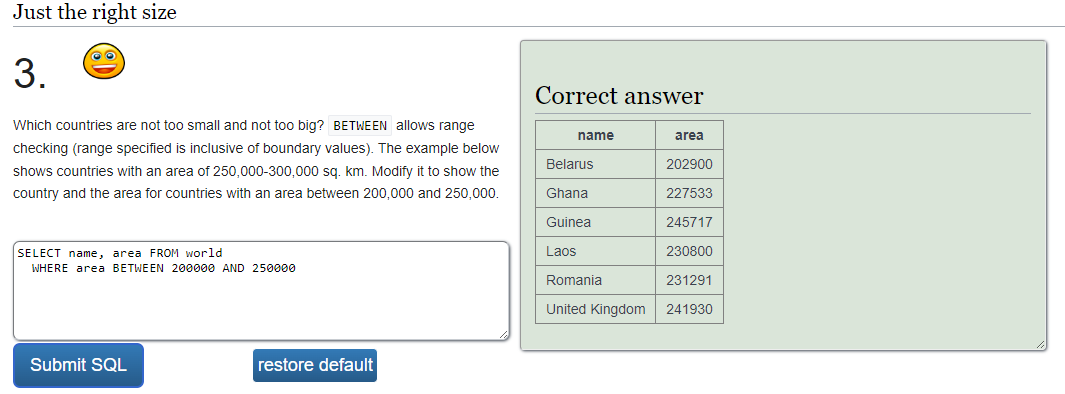 Just the right size
3.
Which countries are not too small and not too big? BETWEEN allows range
checking (range specified is inclusive of boundary values). The example below
shows countries with an area of 250,000-300,000 sq. km. Modify it to show the
country and the area for countries with an area between 200,000 and 250,000.
SELECT name, area FROM world
WHERE area BETWEEN 200000 AND 250000
Submit SQL
restore default
Correct answer
name area
Belarus 202900
Ghana 227533
Guinea 245717
Laos 230800
Romania 231291
United Kingdom 241930